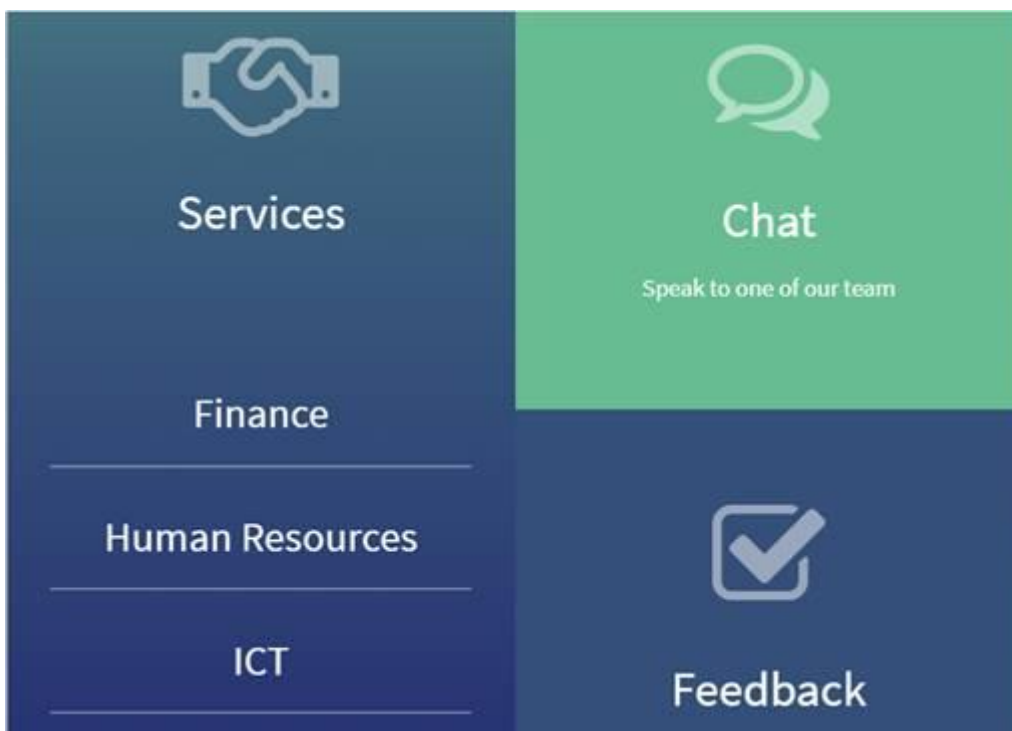 Services
Finance
Human Resources
ICT
Chat
Speak to one of our team
Feedback